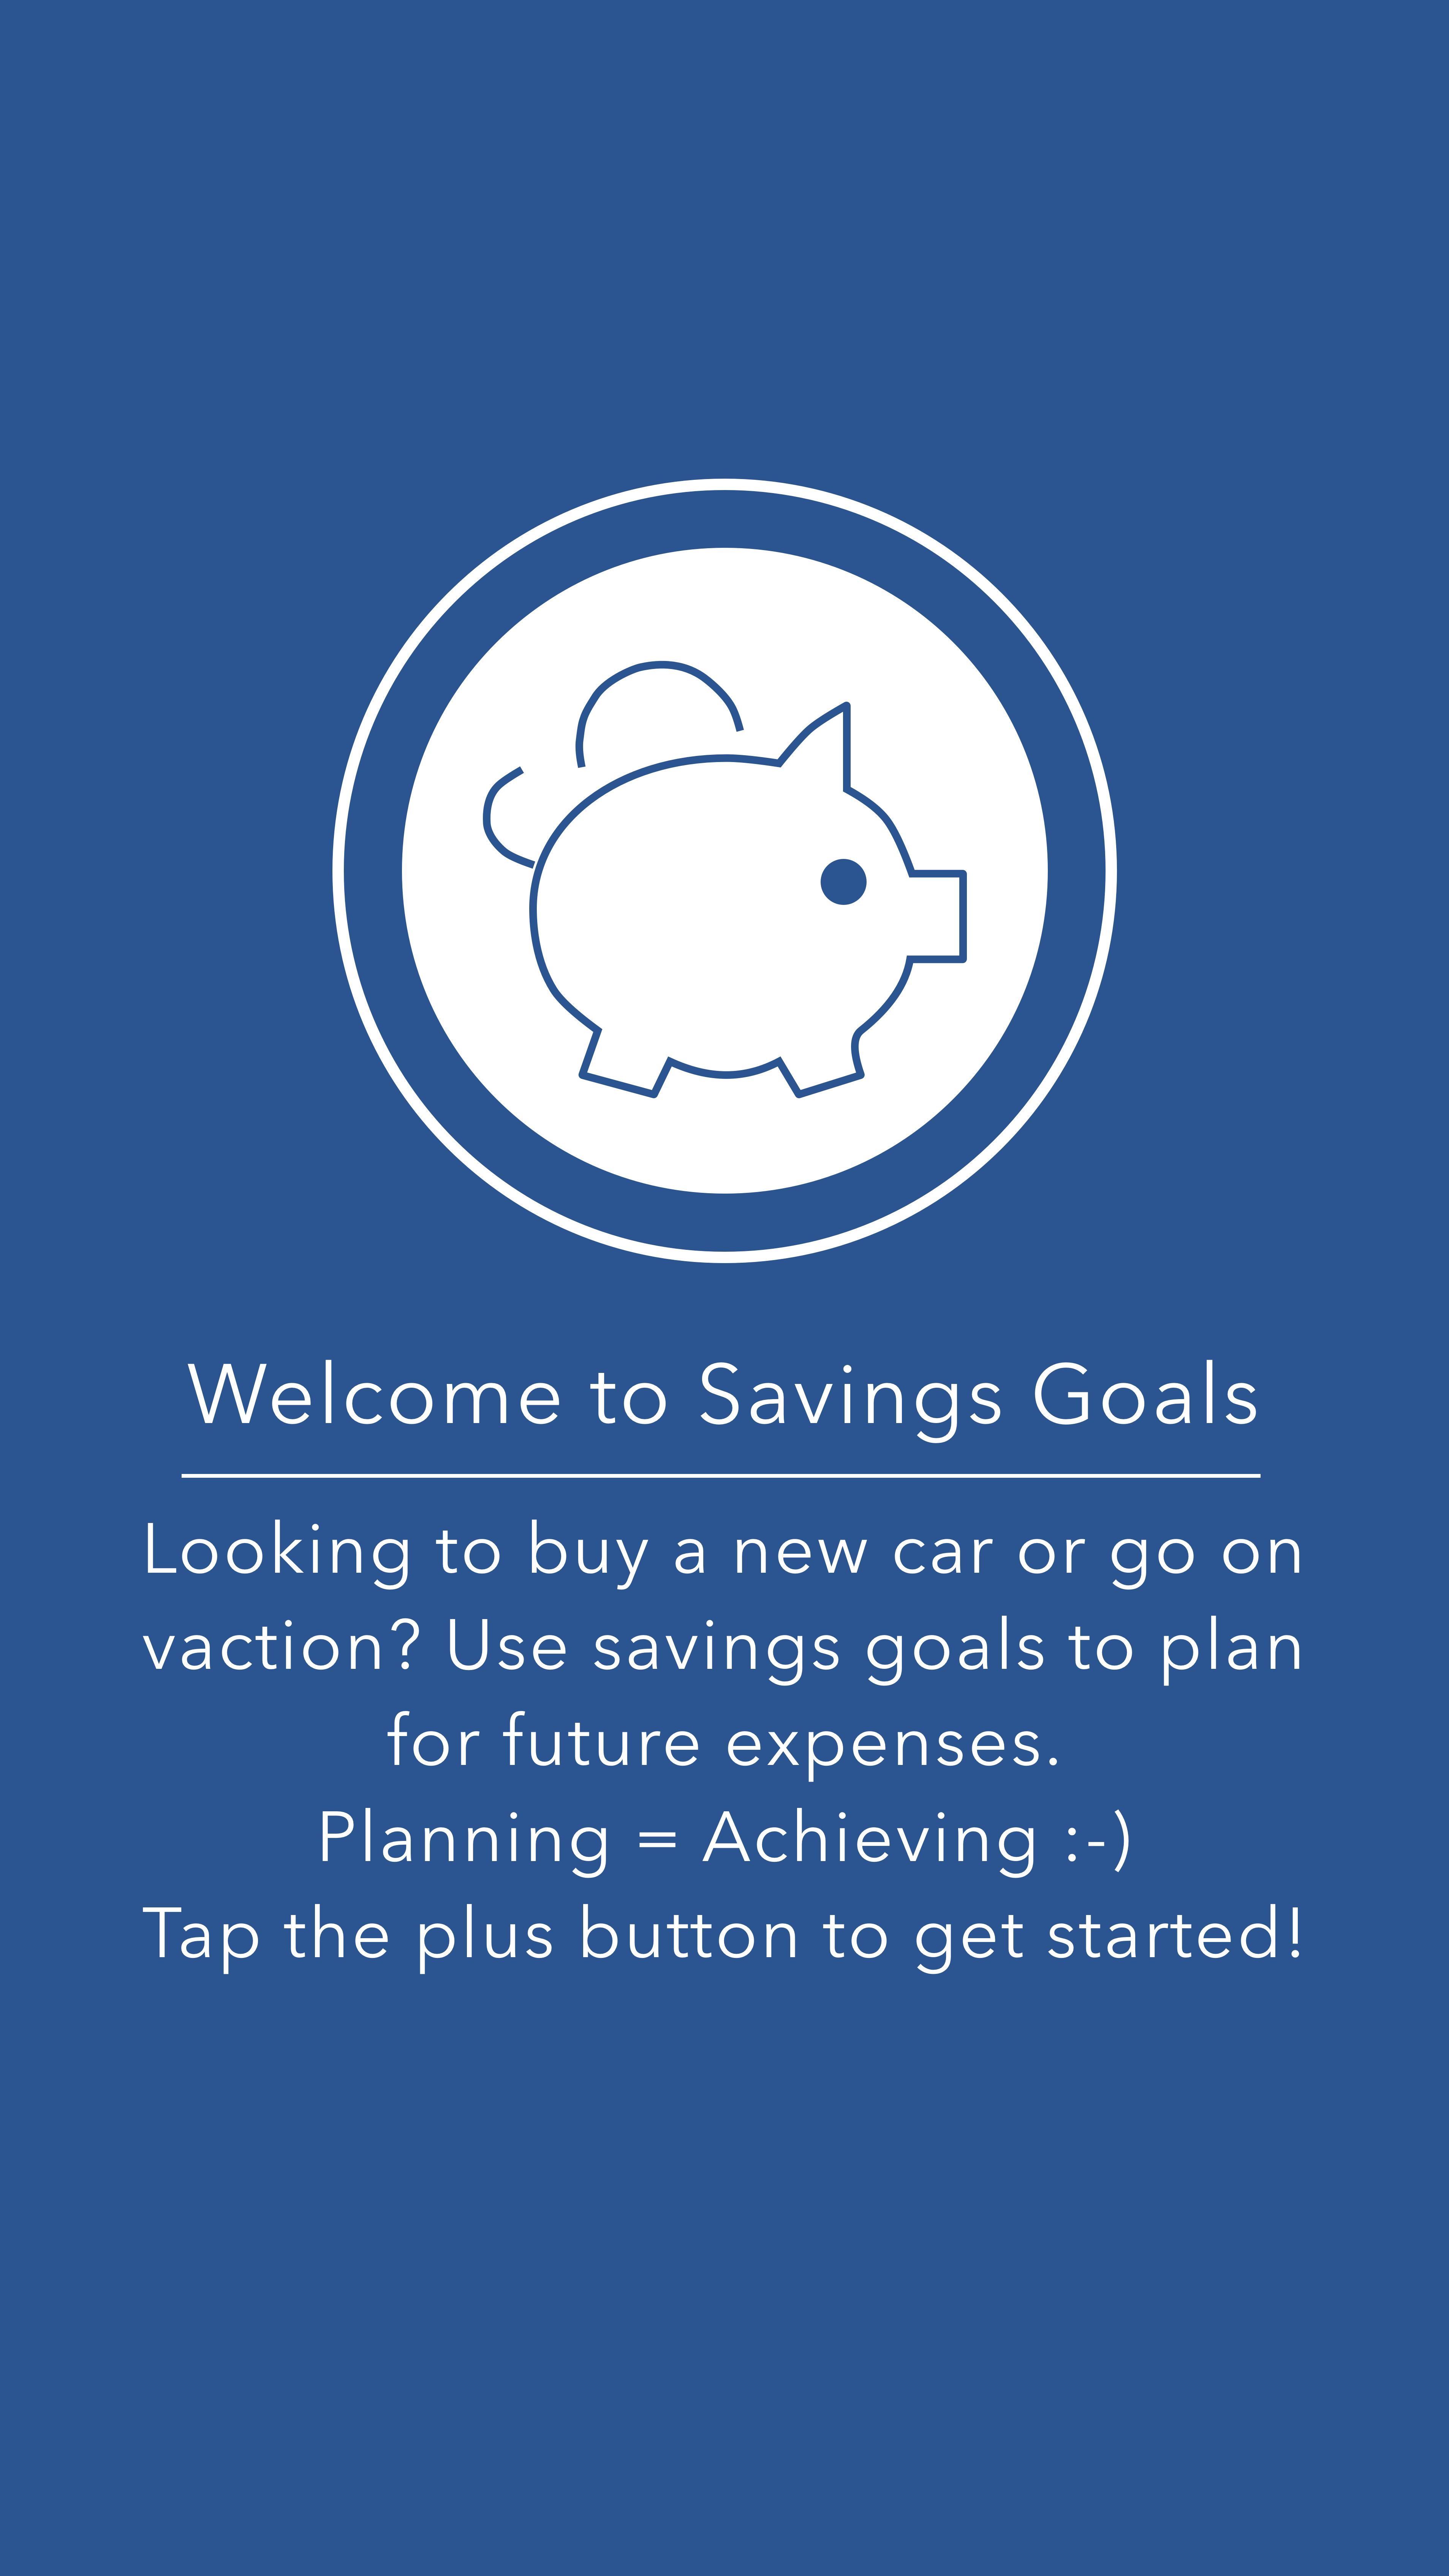 Welcome to Savings Goals
Looking to buy a new car or go on
vaction? Use savings goals to plan
for future expenses.
Planning = Achieving :-)
Tap the plus button to get started!